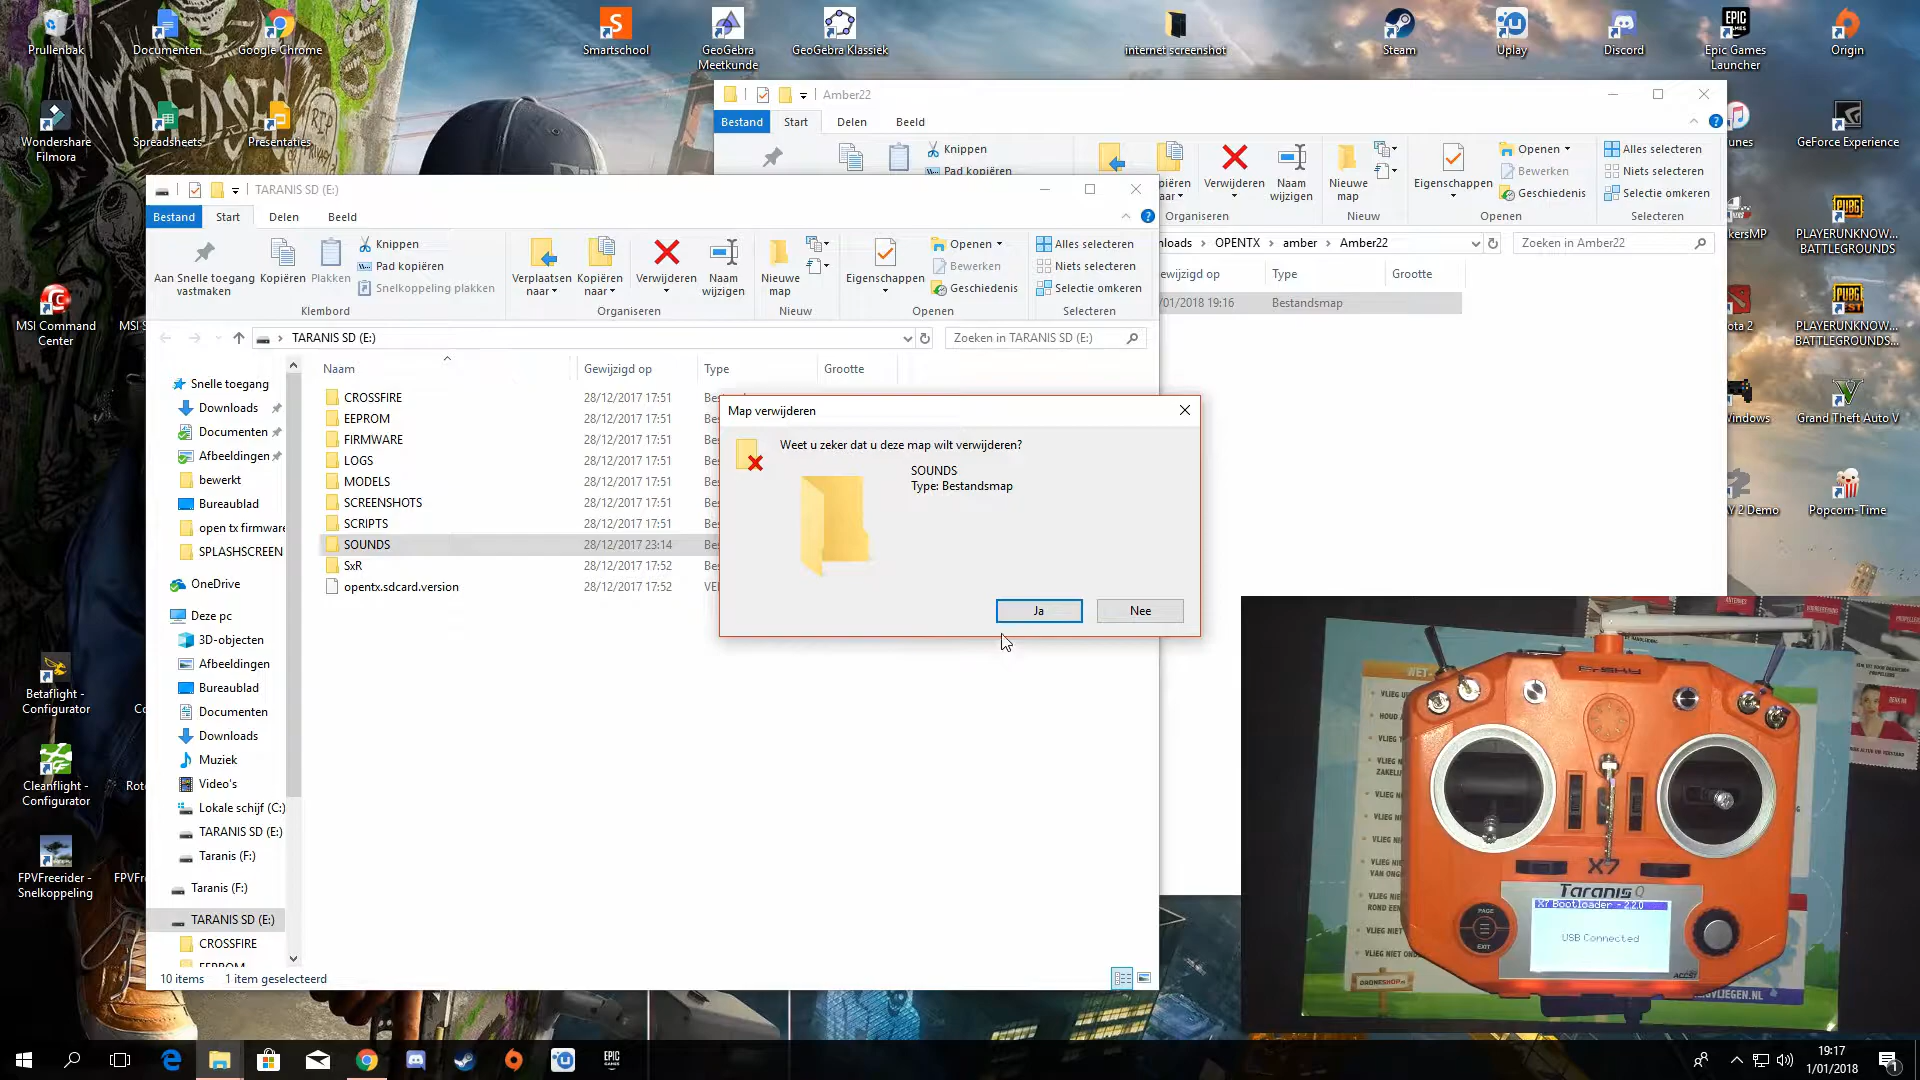 Prullenbak
Documenten
Google Chrome
Smartschool
GeoGebra
Meetkunde
GeoGebra Klassiek
internet screenshot
Steam
Uplay
Discord
Epic Games
Launcher
Origin
Wondershare
Filmora
Spreadsheets
Presentaties
Amber22
Bestand
Start
Delen
Beeld
Knippen
Pad kopiëren
Verwijderen
Naam
wijzigen
Nieuwe
map
Eigenschappen
Openen
Bewerken
Geschiedenis
Alles selecteren
Niets selecteren
Selectie omkeren
Organiseren
Nieuw
Openen
Selecteren
OPENTX
amber
Amber22
Zoeken in Amber22
Type
Grootte
01/2018 19:16
Bestandsmap
TARANIS SD (E:)
Bestand
Start
Delen
Beeld
Aan Snelle toegang
vastmaken
Kopiëren
Plakken
Knippen
Pad kopiëren
Snelkoppeling plakken
Klembord
Verplaatsen
naar
Kopiëren
naar
Verwijderen
Naam
wijzigen
Organiseren
Nieuwe
map
Nieuw
Eigenschappen
Openen
Bewerken
Geschiedenis
Openen
Alles selecteren
Niets selecteren
Selectie omkeren
Selecteren
TARANIS SD (E:)
Zoeken in TARANIS SD (E:)
Naam
Gewijzigd op
Type
Grootte
CROSSFIRE 28/12/2017 17:51
EEPROM 28/12/2017 17:51
FIRMWARE 28/12/2017 17:51
LOGS 28/12/2017 17:51
MODELS 28/12/2017 17:51
SCREENSHOTS 28/12/2017 17:51
SCRIPTS 28/12/2017 17:51
SOUNDS 28/12/2017 23:14
SxR 28/12/2017 17:52
opentx.sdcard.version 28/12/2017 17:52
Snelle toegang
Downloads
Documenten
Afbeeldingen
bewerkt
Bureaublad
open tx firmware
SPLASHSCREEN
OneDrive
Deze pc
3D-objecten
Afbeeldingen
Bureaublad
Documenten
Downloads
Muziek
Video's
Lokale schijf (C:)
TARANIS SD (E:)
Taranis (F:)
Taranis (F:)
TARANIS SD (E:)
CROSSFIRE
EEPROM
10 items
1 item geselecteerd
Map verwijderen
Weet u zeker dat u deze map wilt verwijderen?
SOUNDS
Type: Bestandsmap
Ja
Nee
MSI Command
Center
Betaflight -
Configurator
Cleanflight -
Configurator
FPVFreerider -
Snelkoppeling
GeForce Experience
PLAYERUNKNOW...
BATTLEGROUNDS
PLAYERUNKNOW...
BATTLEGROUNDS...
Grand Theft Auto V
Popcorn-Time
X7
Taranis Q
X7 Bootloader - 2.2.0
USB Connected
PAGE
EXIT
ACCST
19:17
1/01/2018